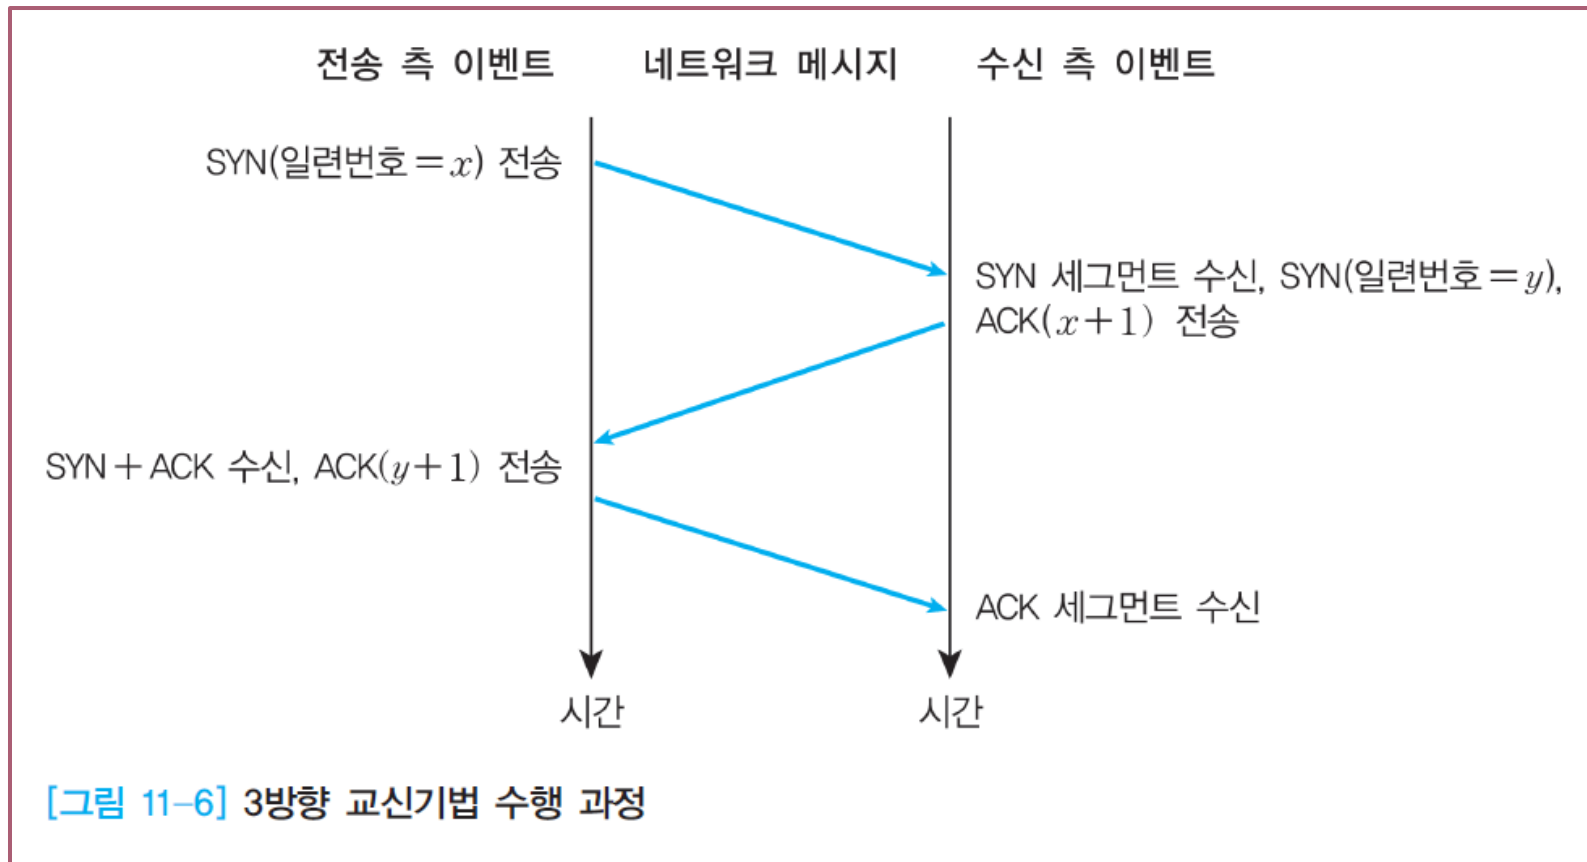 전송 측 이벤트 네트워크 메시지 수신 측 이벤트
SYN(일련번호=x) 전송
SYN 세그먼트 수신, SYN(일련번호=y),
ACK(x+1) 전송
SYN+ACK 수신, ACK(y+1) 전송
ACK 세그먼트 수신
시간 시간
[그림 11-6] 3방향 교신기법 수행 과정